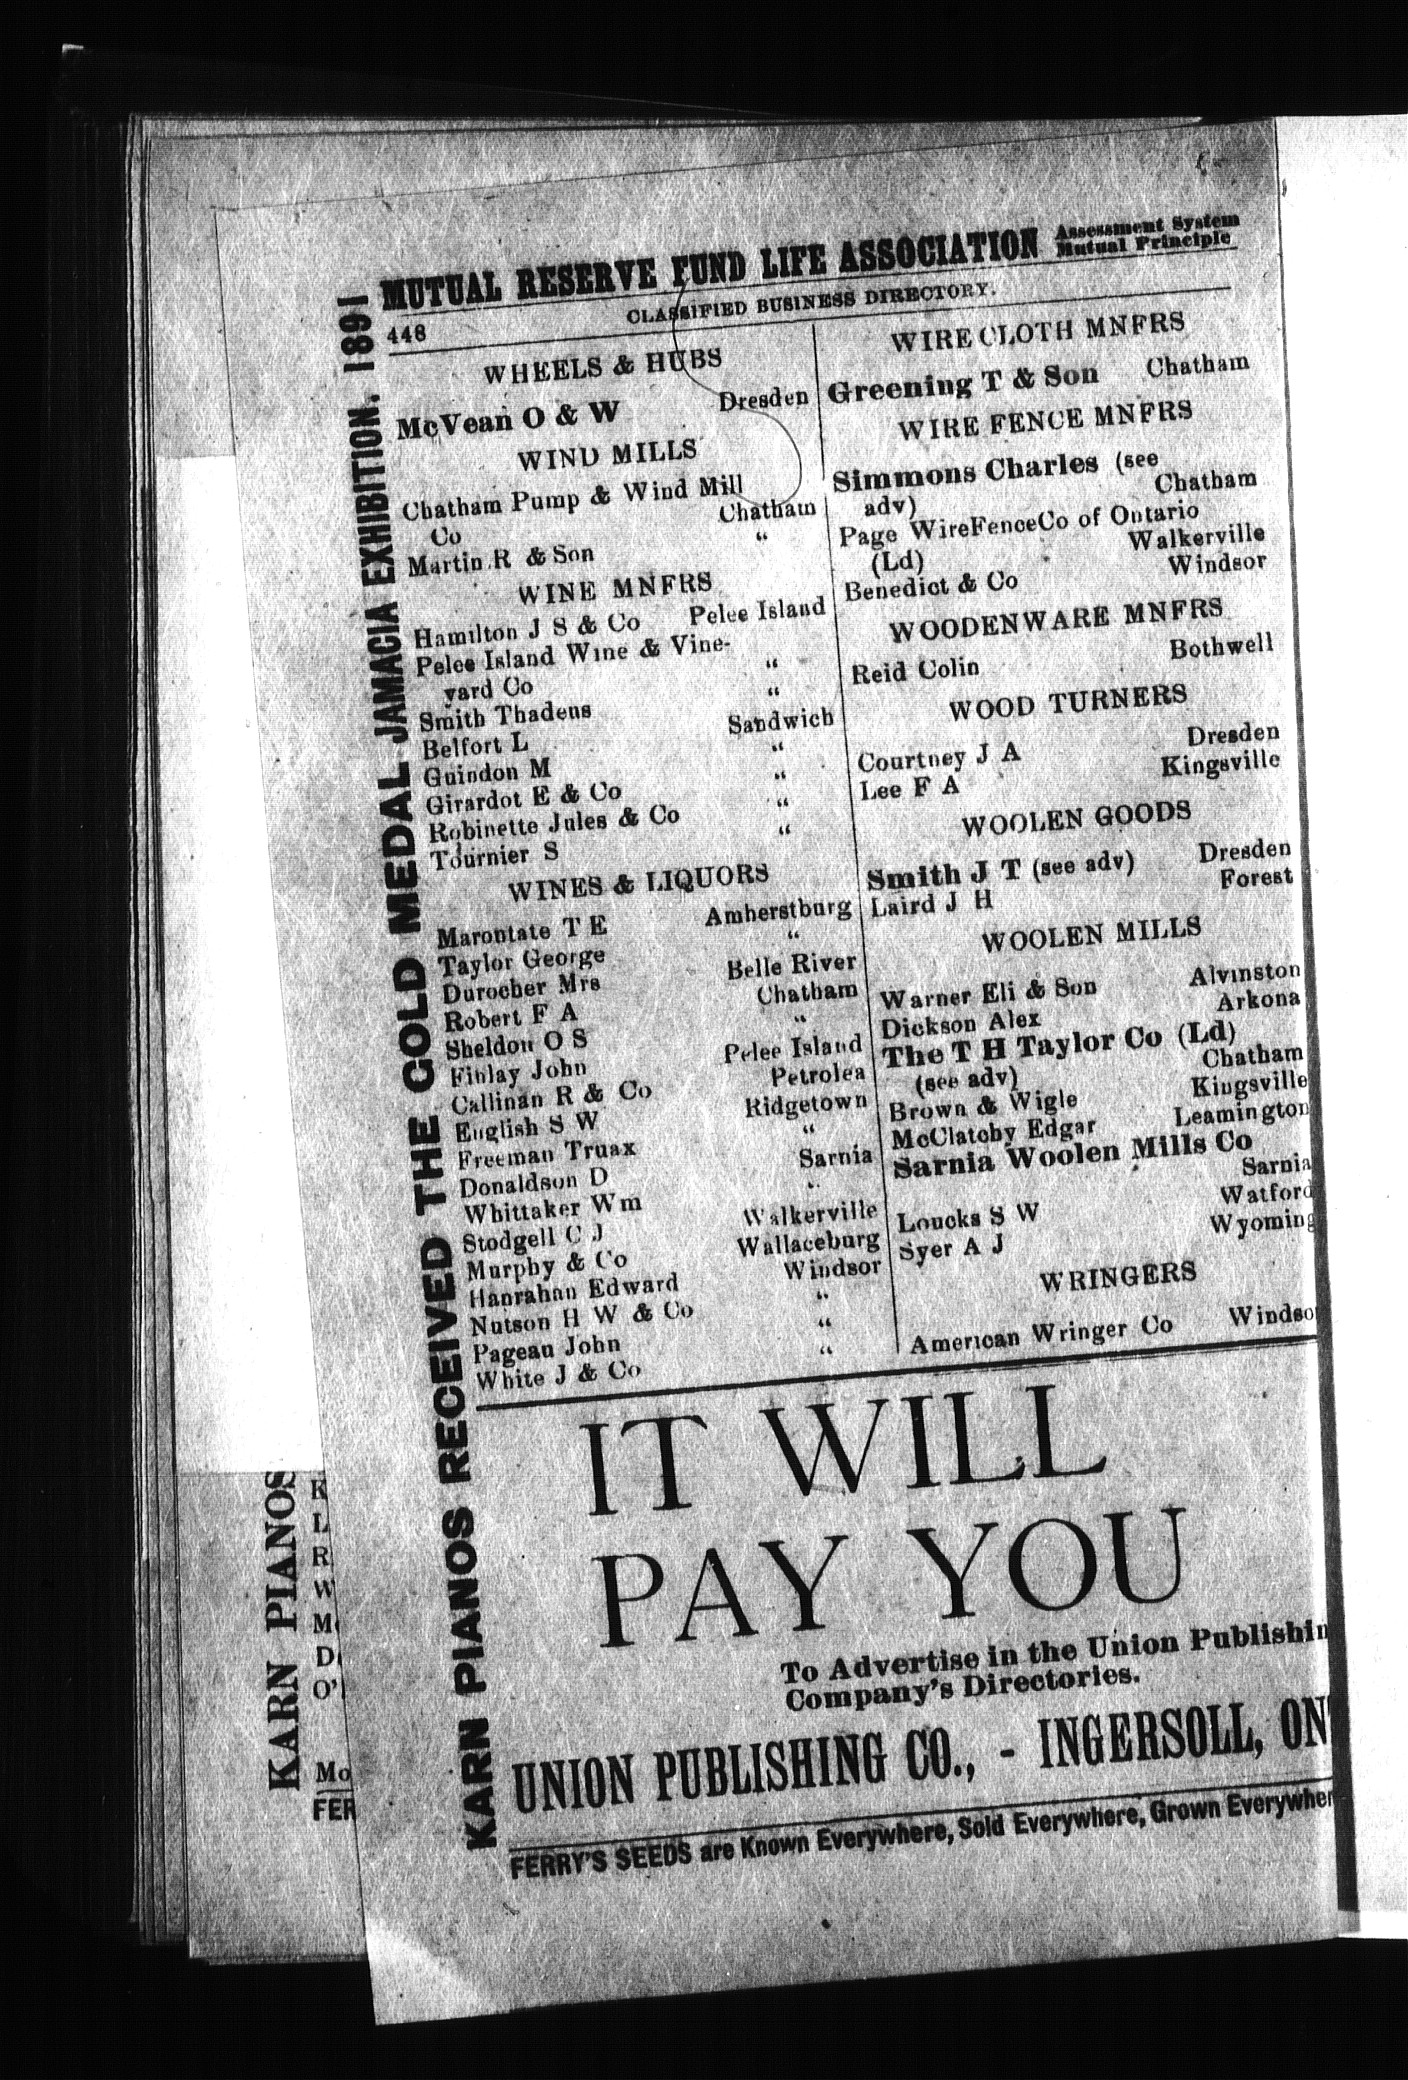 MUTUAL RESERVE FUND LIFE ASSOCIATION Assessment System Mutual Principle
448 CLASSIFIED BUSINESS DIRECTORY.
WHEELS & HUBS
McVean O & W Dresden
WIND MILLS
Chatham Pump & Wind Mill
Co Chatham
Martin R & Son "
WINE MNFRS
Hamilton J S & Co Pelee Island
Pelee Island Wine & Vine-
yard Co "
Smith Thadeus "
Belfort L Sandwich
Guindon M "
Girardot E & Co "
Robinette Jules & Co "
Tournier S "
WINES & LIQUORS
Marontate T E Amherstburg
Taylor George "
Durocher Mrs Belle River
Robert F A Chatham
Sheldon O S "
Finlay John Pelee Island
Callinan R & Co Petrolea
English S W Ridgetown
Freeman Truax "
Donaldson D Sarnia
Whittaker Wm "
Stodgell C J Walkerville
Murphy & Co Wallaceburg
Hanrahan Edward Windsor
Nutson H W & Co "
Pageau John "
White J & Co "
WIRE CLOTH MNFRS
Greening T & Son Chatham
WIRE FENCE MNFRS
Simmons Charles (see
adv) Chatham
Page WireFenceCo of Ontario
(Ld) Walkerville
Benedict & Co Windsor
WOODENWARE MNFRS
Reid Colin Bothwell
WOOD TURNERS
Courtney J A Dresden
Lee F A Kingsville
WOOLEN GOODS
Smith J T (see adv) Dresden
Laird J H Forest
WOOLEN MILLS
Warner Eli & Son Alvinston
Dickson Alex Arkona
The T H Taylor Co (Ld)
(see adv) Chatham
Brown & Wigle Kingsville
McClatchy Edgar Leamington
Sarnia Woolen Mills Co
Sarnia
Loucks S W Watford
Syer A J Wyoming
WRINGERS
American Wringer Co Windso
IT WILL
PAY YOU
To Advertise in the Union Publishin
Company's Directories.
UNION PUBLISHING CO., - INGERSOLL, ON
FERRY'S SEEDS are Known Everywhere, Sold Everywhere, Grown Everywher
KARN PIANOS RECEIVED THE GOLD MEDAL JAMACIA EXHIBITION, 1891
KARN PIANOS
K
L
R
W
M
D
O'
Mo
FER